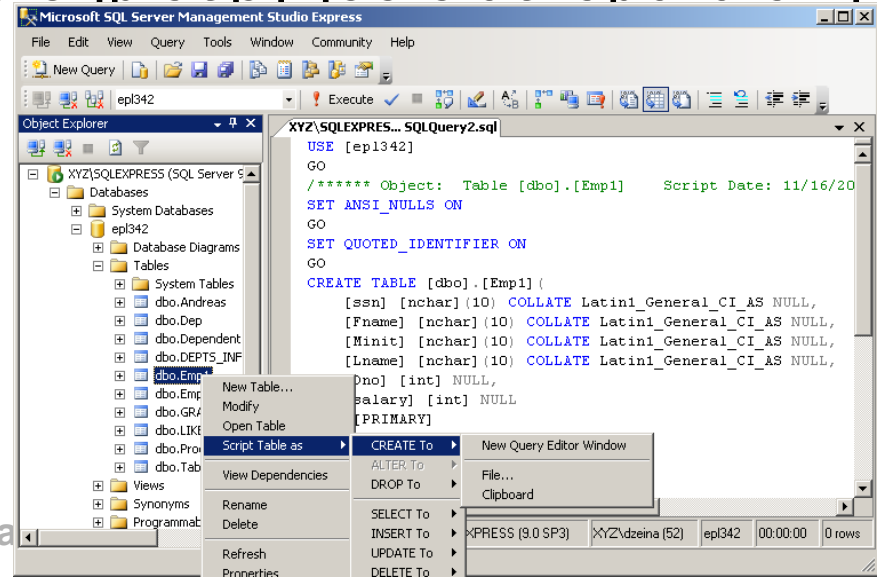 Microsoft SQL Server Management Studio Express
File Edit View Query Tools Window Community Help
New Query
epl342
Execute
Object Explorer
XYZ\SQLEXPRESS (SQL Server 9
Databases
System Databases
epl342
Database Diagrams
Tables
System Tables
dbo.Andreas
dbo.Dep
dbo.Dependent
dbo.DEPTS_INF
dbo.Emp1
dbo.Emp
dbo.GRA
dbo.LIKE
dbo.Pro
dbo.Tab
Views
Synonyms
Programmab
XYZ\SQLEXPRES... SQLQuery2.sql
USE [epl342]
GO
/****** Object: Table [dbo].[Emp1] Script Date: 11/16/20
SET ANSI_NULLS ON
GO
SET QUOTED_IDENTIFIER ON
GO
CREATE TABLE [dbo].[Emp1](
[ssn] [nchar](10) COLLATE Latin1_General_CI_AS NULL,
[Fname] [nchar](10) COLLATE Latin1_General_CI_AS NULL,
[Minit] [nchar](10) COLLATE Latin1_General_CI_AS NULL,
[Lname] [nchar](10) COLLATE Latin1_General_CI_AS NULL,
Dno] [int] NULL,
salary] [int] NULL
[PRIMARY]
New Table...
Modify
Open Table
Script Table as
View Dependencies
Rename
Delete
Refresh
Properties
CREATE To
ALTER To
DROP To
SELECT To
INSERT To
UPDATE To
DELETE To
New Query Editor Window
File...
Clipboard
XPRESS (9.0 SP3) XYZ\dzeina (52) epl342 00:00:00 0 rows